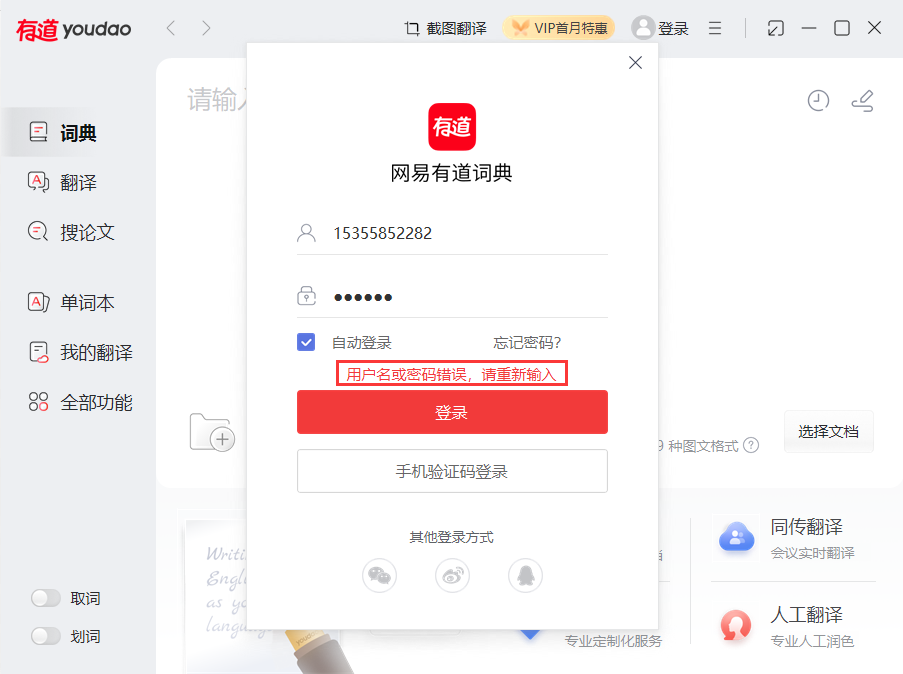 有道 youdao
截图翻译
VIP首月特惠
登录
请输入
词典
翻译
搜论文
单词本
我的翻译
全部功能
取词
划词
有道
网易有道词典
15355852282
自动登录
忘记密码?
用户名或密码错误，请重新输入
登录
手机验证码登录
其他登录方式
种图文格式
选择文档
同传翻译
会议实时翻译
人工翻译
专业人工润色
专业定制化服务
as